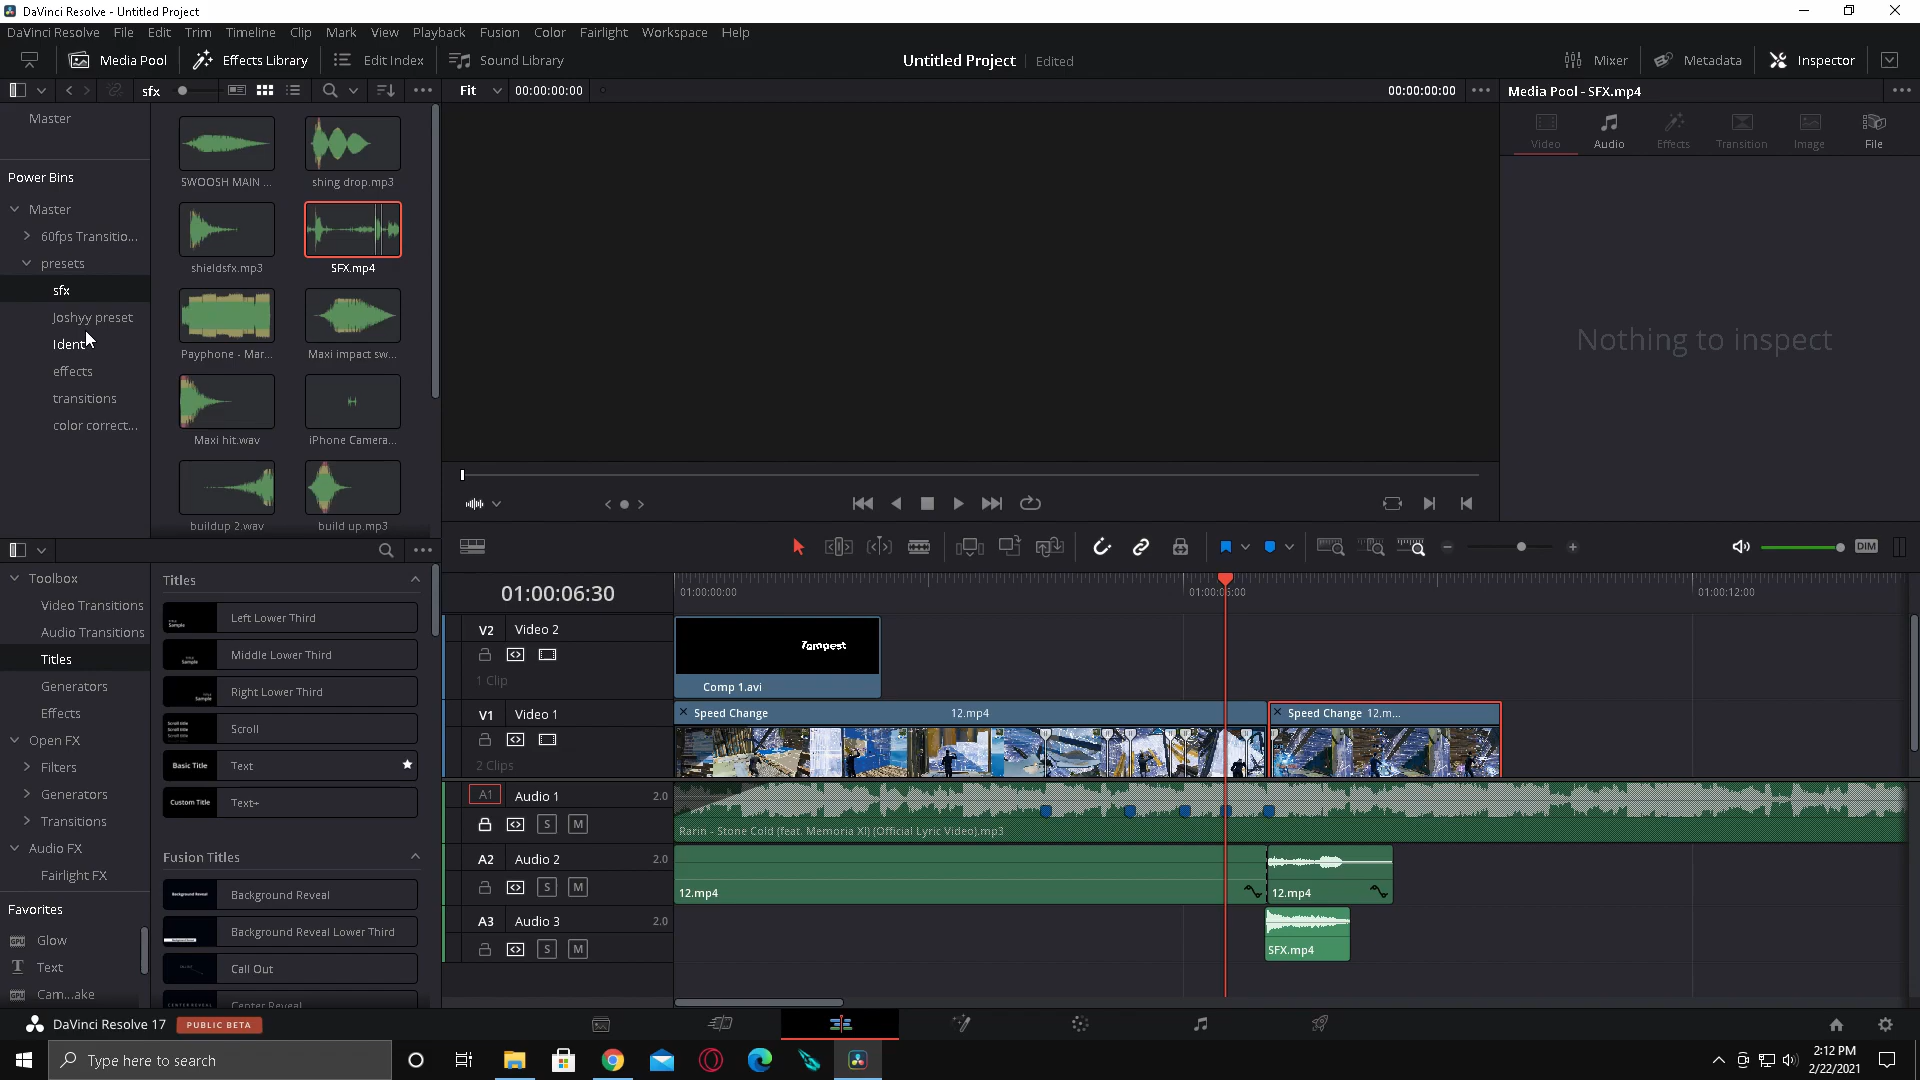 DaVinci Resolve - Untitled Project
DaVinci Resolve File Edit Trim Timeline Clip Mark View Playback Fusion Color Fairlight Workspace Help
Media Pool Effects Library Edit Index Sound Library Untitled Project Edited Mixer Metadata Inspector
sfx Fit 00:00:00:00 00:00:00:00 Media Pool - SFX.mp4
Master
Video Audio Effects Transition Image File
Power Bins
SWOOSH MAIN ... shing drop.mp3
Master
60fps Transitio...
presets
shieldsfx.mp3 SFX.mp4
sfx
Joshyy preset
Ident
Nothing to inspect
Payphone - Mar... Maxi impact sw...
effects
transitions
color correct...
Maxi hit.wav iPhone Camera...
buildup 2.wav build up.mp3
DIM
Toolbox
Video Transitions
Audio Transitions
Titles
Generators
Effects
Open FX
Filters
Generators
Transitions
Audio FX
Fairlight FX
Favorites
Glow
Text
Cam...ake
Titles
Left Lower Third
Middle Lower Third
Right Lower Third
Scroll
Basic Title Text
Custom Title Text+
Fusion Titles
Background Reveal
Background Reveal Lower Third
Call Out
Center Reveal
01:00:06:30 01:00:00:00 01:00:06:00 01:00:12:00
V2 Video 2
1 Clip
Tempest
Comp 1.avi
V1 Video 1
2 Clips
Speed Change 12.mp4 Speed Change 12.m...
A1 Audio 1 2.0
S M
Rarin - Stone Cold (feat. Memoria XI) (Official Lyric Video).mp3
A2 Audio 2 2.0
S M
12.mp4 12.mp4
A3 Audio 3 2.0
S M
SFX.mp4
DaVinci Resolve 17 PUBLIC BETA
Type here to search
2:12 PM
2/22/2021